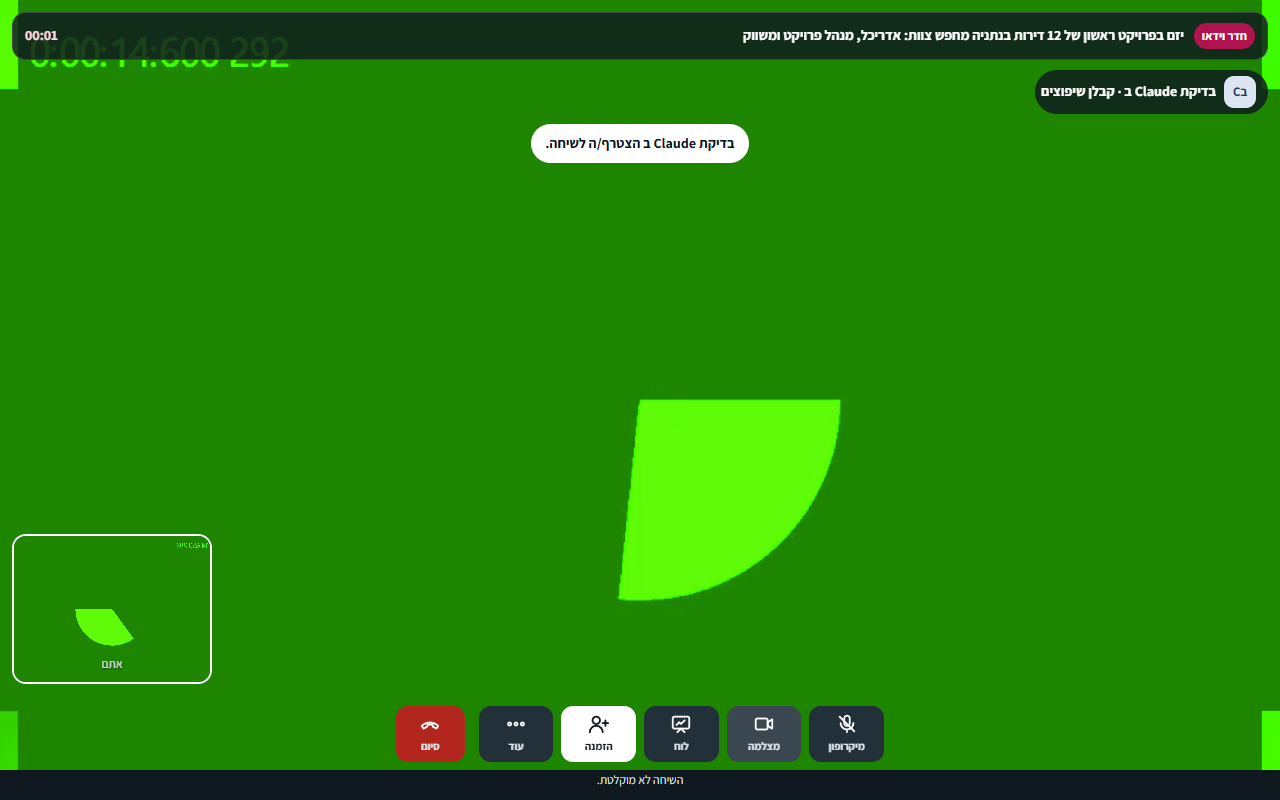 חדר וידאו יזם בפרויקט ראשון של 12 דירות בנתניה מחפש צוות: אדריכל, מנהל פרויקט ומשווק 00:01
0:00:14:600 292
בC בדיקת Claude ב · קבלן שיפוצים
בדיקת Claude ב הצטרף/ה לשיחה.
אתם
מיקרופון
מצלמה
לוח
הזמנה
עוד
סיום
השיחה לא מוקלטת.